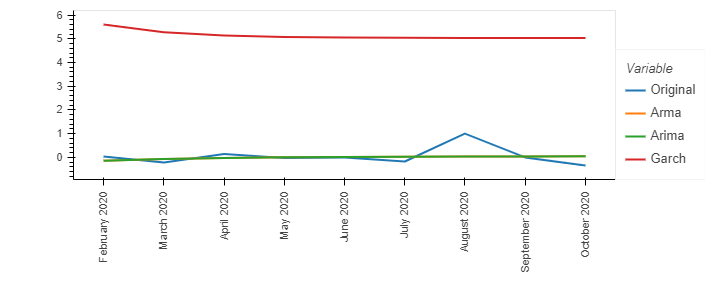 6
5
4
3
2
1
0
Variable
Original
Arma
Arima
Garch
February 2020
March 2020
April 2020
May 2020
June 2020
July 2020
August 2020
September 2020
October 2020